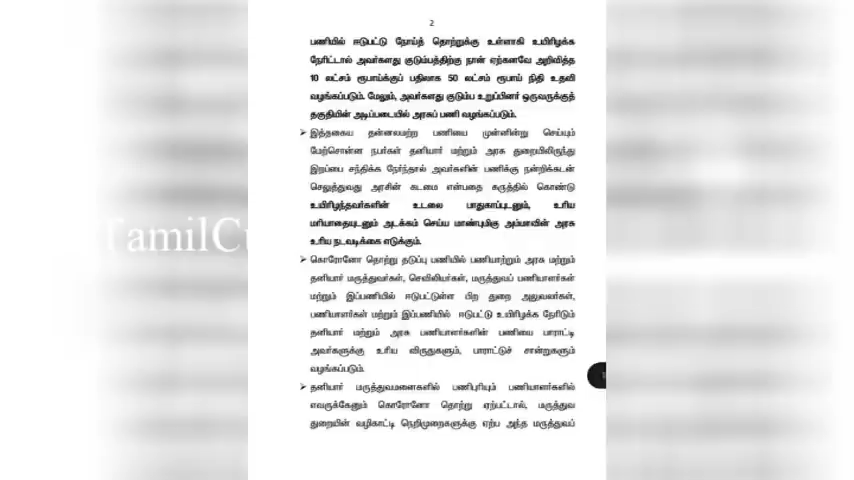 2
பணியில் ஈடுபட்டு நோய்த் தொற்றுக்கு உள்ளாகி உயிரிழக்க
நேரிட்டால் அவர்களது குடும்பத்திற்கு நான் ஏற்கனவே அறிவித்த
10 லட்சம் ரூபாய்க்குப் பதிலாக 50 லட்சம் ரூபாய் நிதி உதவி
வழங்கப்படும். மேலும், அவர்களது குடும்ப உறுப்பினர் ஒருவருக்குத்
தகுதியின் அடிப்படையில் அரசுப் பணி வழங்கப்படும்.
➢ இத்தகைய தன்னலமற்ற பணியை முன்னின்று செய்யும்
மேற்சொன்ன நபர்கள் தனியார் மற்றும் அரசு துறையிலிருந்து
இறப்பை சந்திக்க நேர்ந்தால் அவர்களின் பணிக்கு நன்றிக்கடன்
செலுத்துவது அரசின் கடமை என்பதை கருத்தில் கொண்டு
உயிரிழந்தவர்களின் உடலை பாதுகாப்புடனும், உரிய
மரியாதையுடனும் அடக்கம் செய்ய மாண்புமிகு அம்மாவின் அரசு
உரிய நடவடிக்கை எடுக்கும்.
➢ கொரோனோ தொற்று தடுப்பு பணியில் பணியாற்றும் அரசு மற்றும்
தனியார் மருத்துவர்கள், செவிலியர்கள், மருத்துவப் பணியாளர்கள்
மற்றும் இப்பணியில் ஈடுபட்டுள்ள பிற துறை அலுவலர்கள்,
பணியாளர்கள் மற்றும் இப்பணியில் ஈடுபட்டு உயிரிழக்க நேரிடும்
தனியார் மற்றும் அரசு பணியாளர்களின் பணியை பாராட்டி
அவர்களுக்கு உரிய விருதுகளும், பாராட்டுச் சான்றுகளும்
வழங்கப்படும்.
➢ தனியார் மருத்துவமனைகளில் பணிபுரியும் பணியாளர்களில்
எவருக்கேனும் கொரோனோ தொற்று ஏற்பட்டால், மருத்துவ
துறையின் வழிகாட்டி நெறிமுறைகளுக்கு ஏற்ப அந்த மருத்துவப்